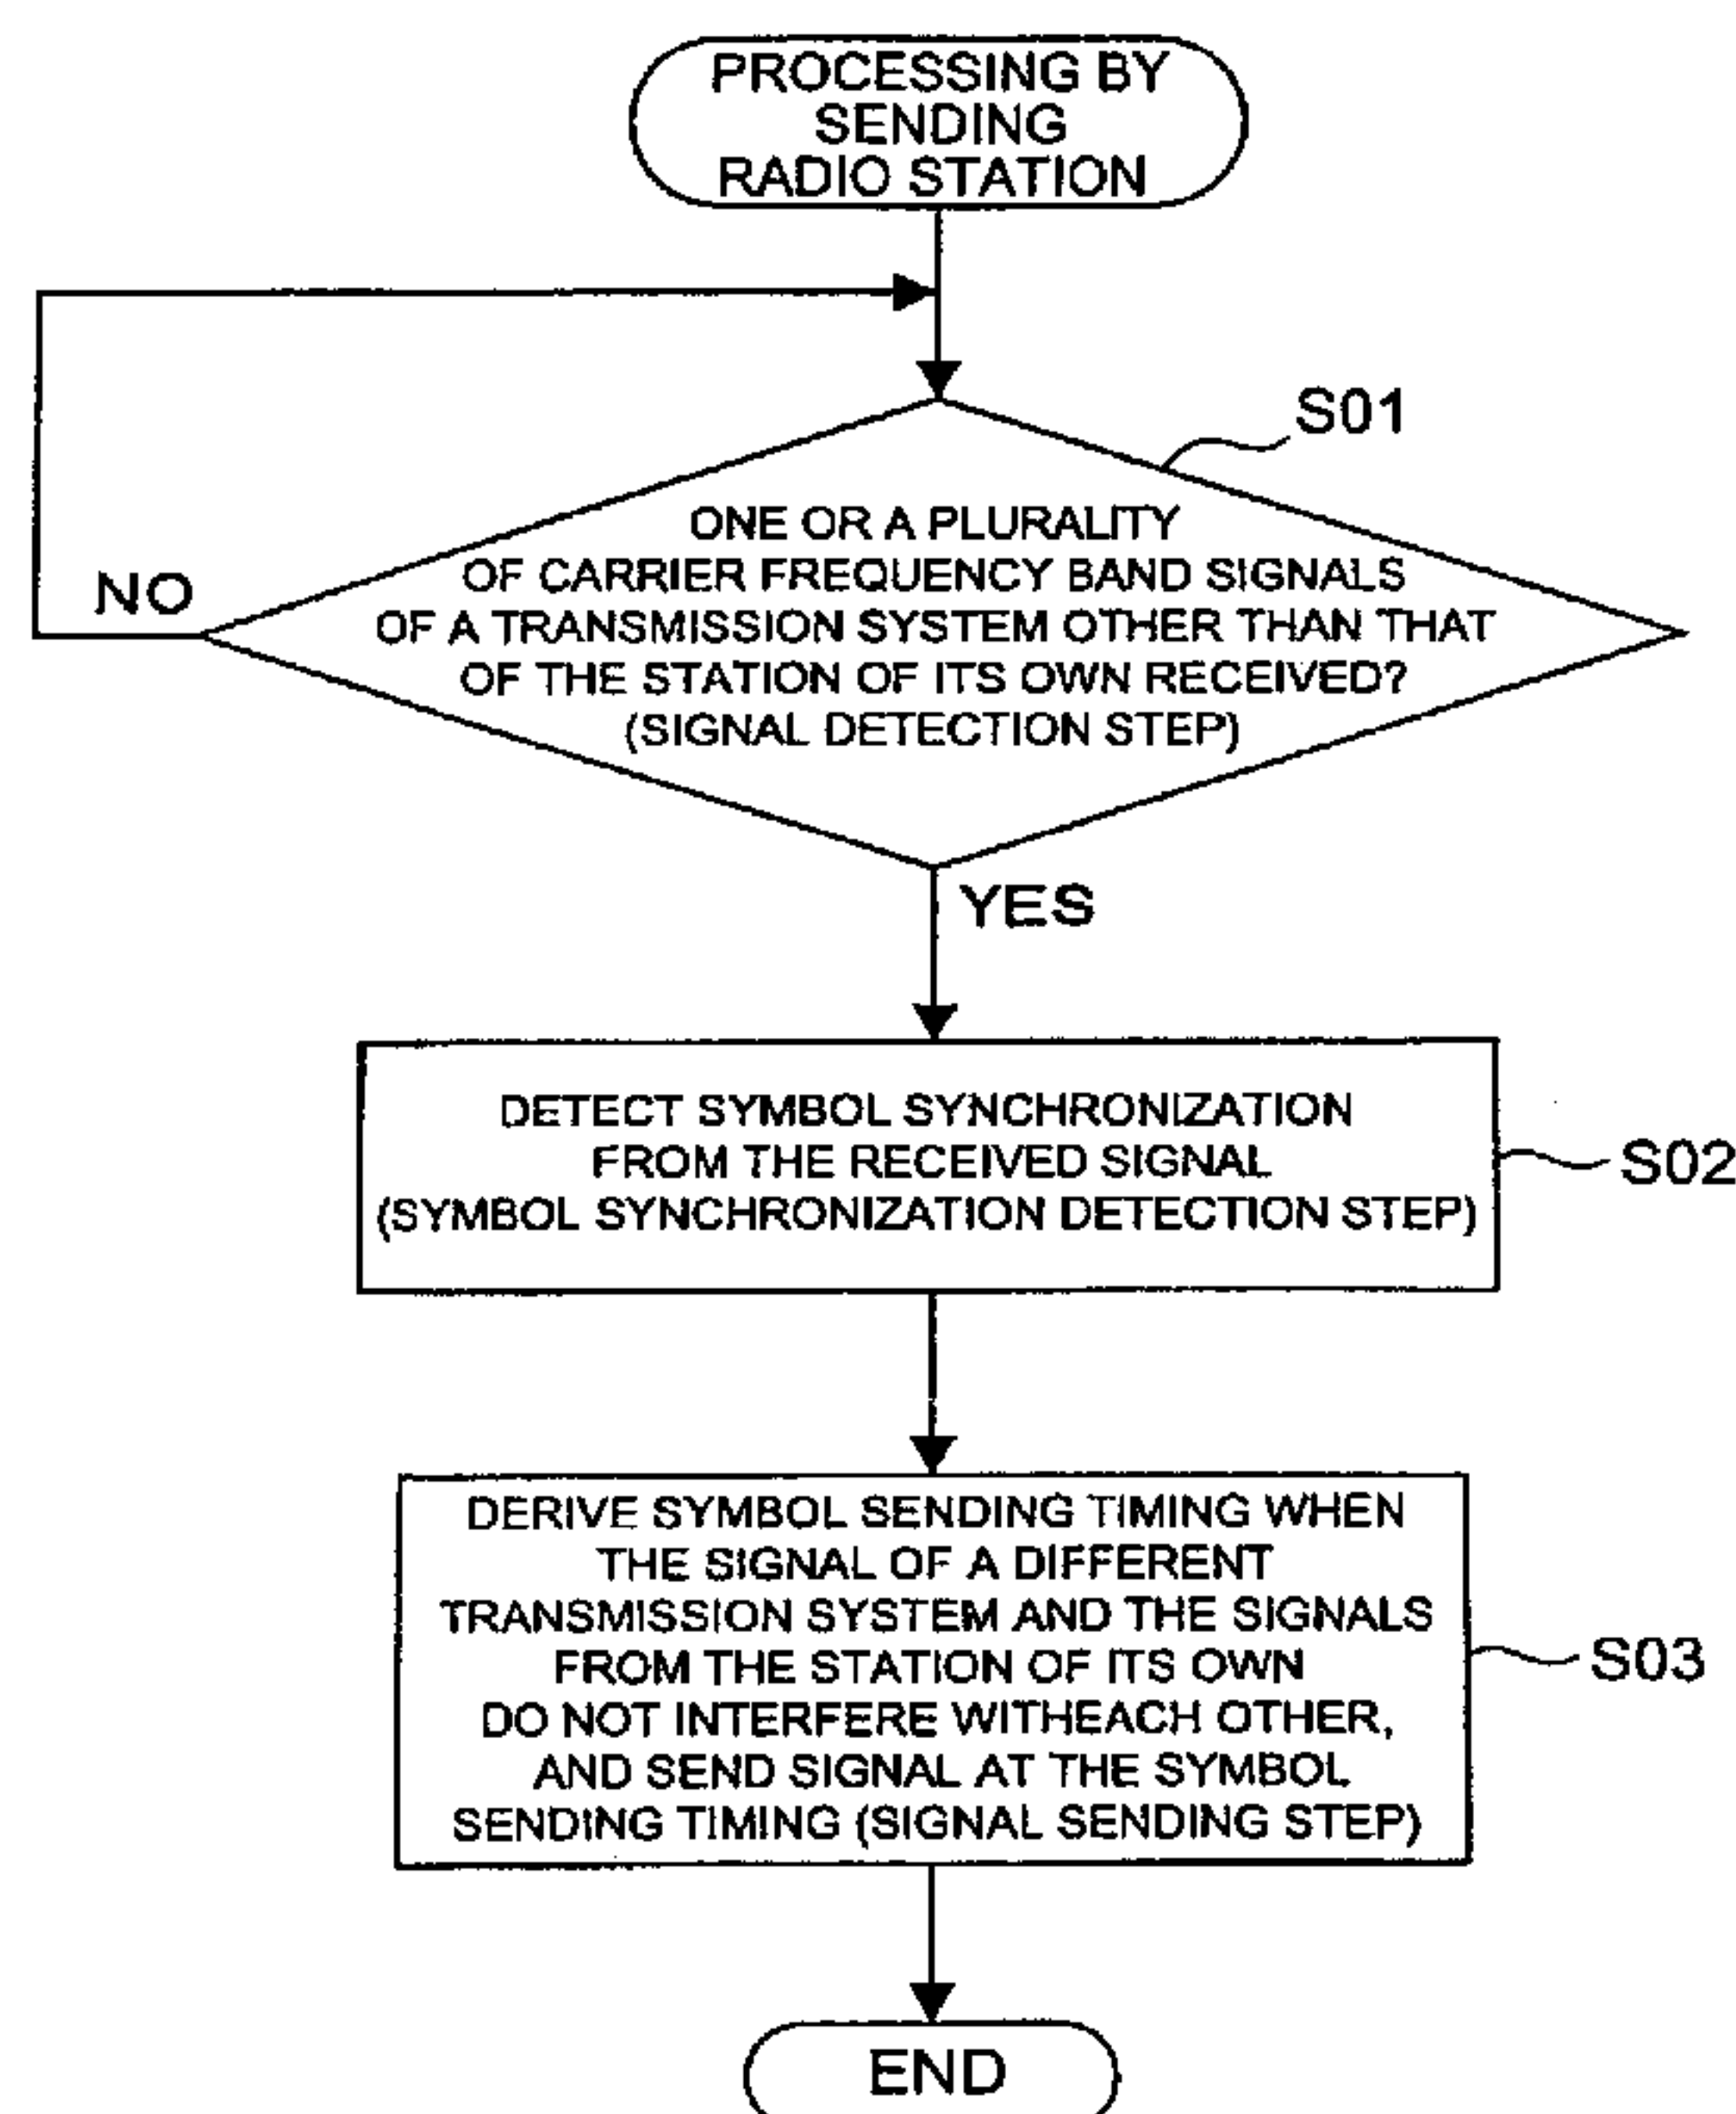 PROCESSING BY
SENDING
RADIO STATION
S01
ONE OR A PLURALITY
OF CARRIER FREQUENCY BAND SIGNALS
OF A TRANSMISSION SYSTEM OTHER THAN THAT
OF THE STATION OF ITS OWN RECEIVED?
(SIGNAL DETECTION STEP)
NO
YES
DETECT SYMBOL SYNCHRONIZATION
FROM THE RECEIVED SIGNAL
(SYMBOL SYNCHRONIZATION DETECTION STEP)
S02
DERIVE SYMBOL SENDING TIMING WHEN
THE SIGNAL OF A DIFFERENT
TRANSMISSION SYSTEM AND THE SIGNALS
FROM THE STATION OF ITS OWN
DO NOT INTERFERE WITHEACH OTHER,
AND SEND SIGNAL AT THE SYMBOL
SENDING TIMING (SIGNAL SENDING STEP)
S03
END